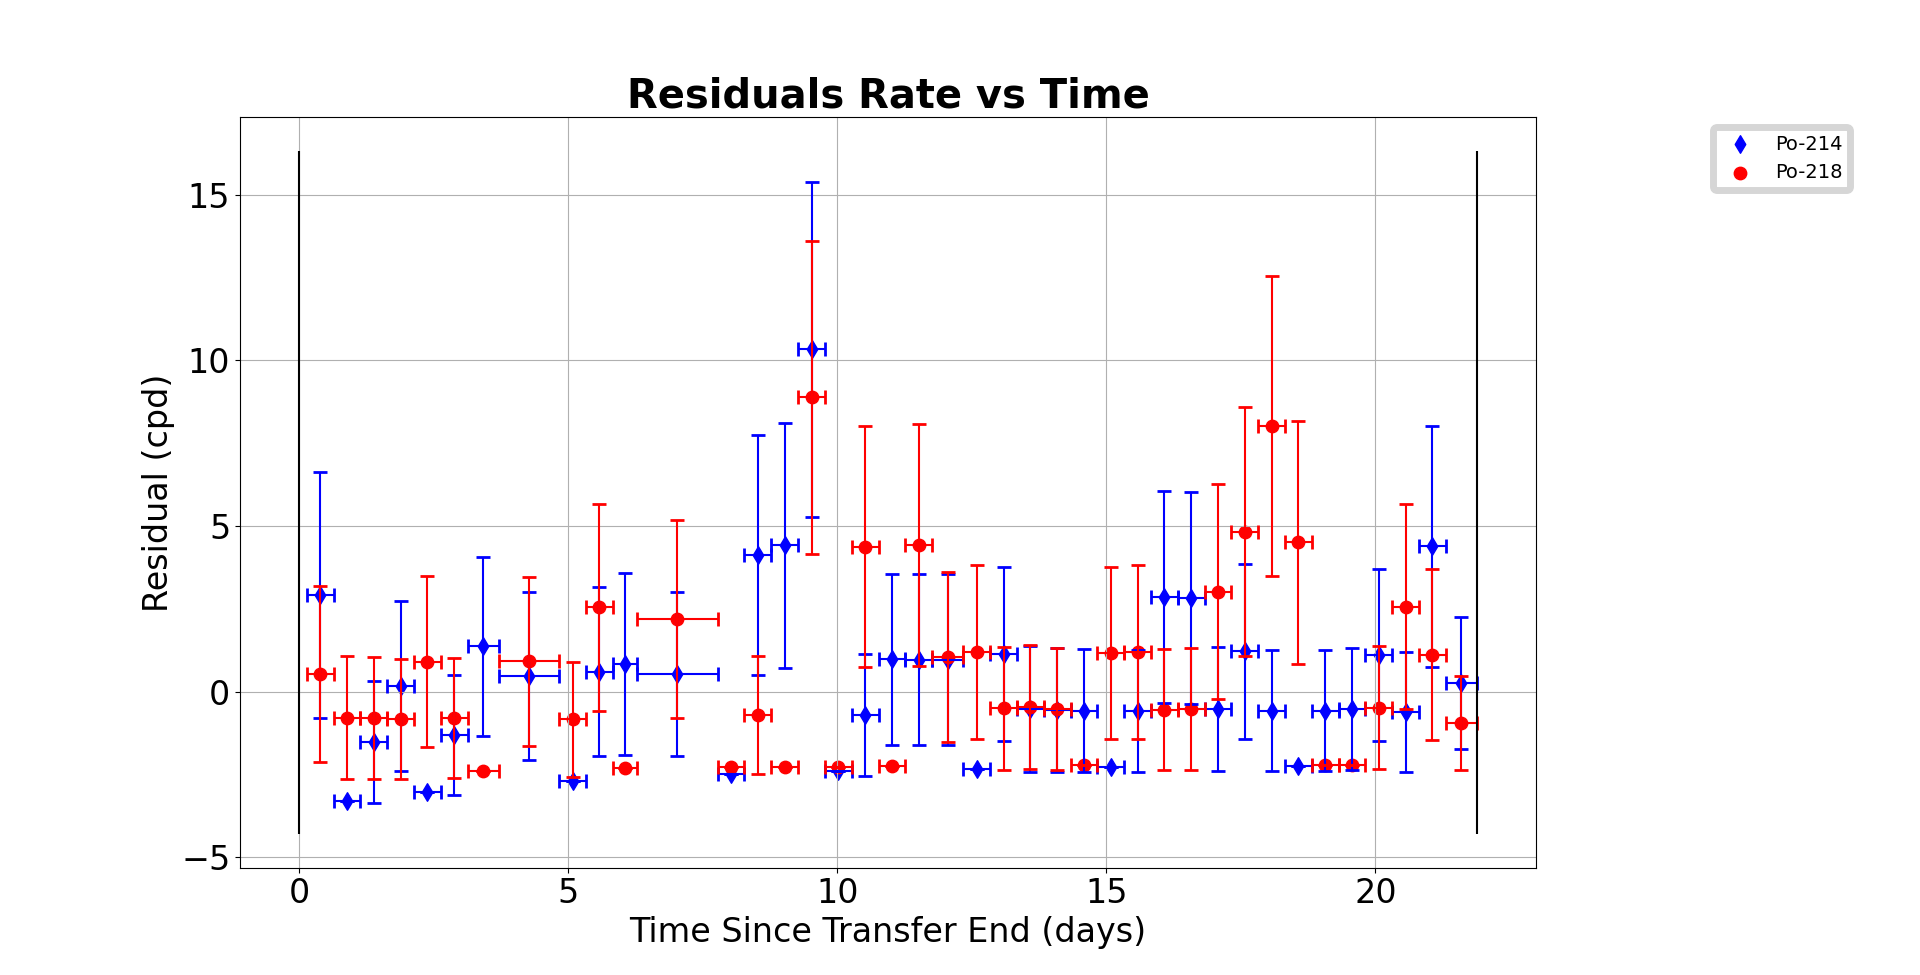 Residuals Rate vs Time
Po-214
Po-218
15
10
5
0
−5
Residual (cpd)
0 5 10 15 20
Time Since Transfer End (days)